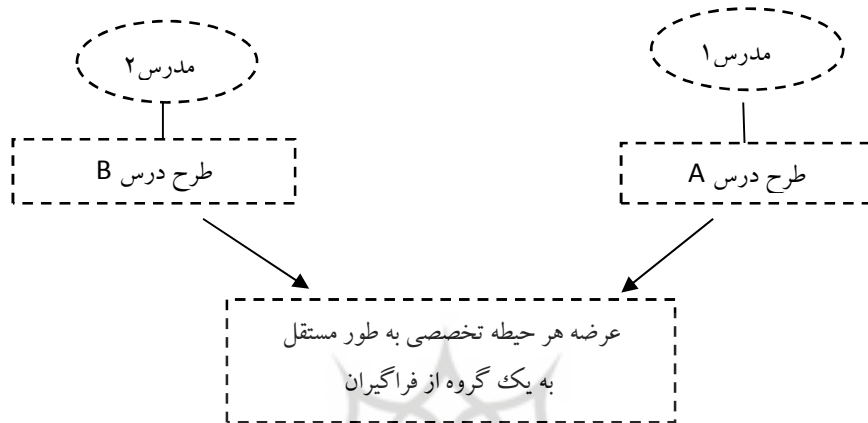 مدرس۱
مدرس۲
طرح درس A
طرح درس B
عرضه هر حیطه تخصصی به طور مستقل
به یک گروه از فراگیران